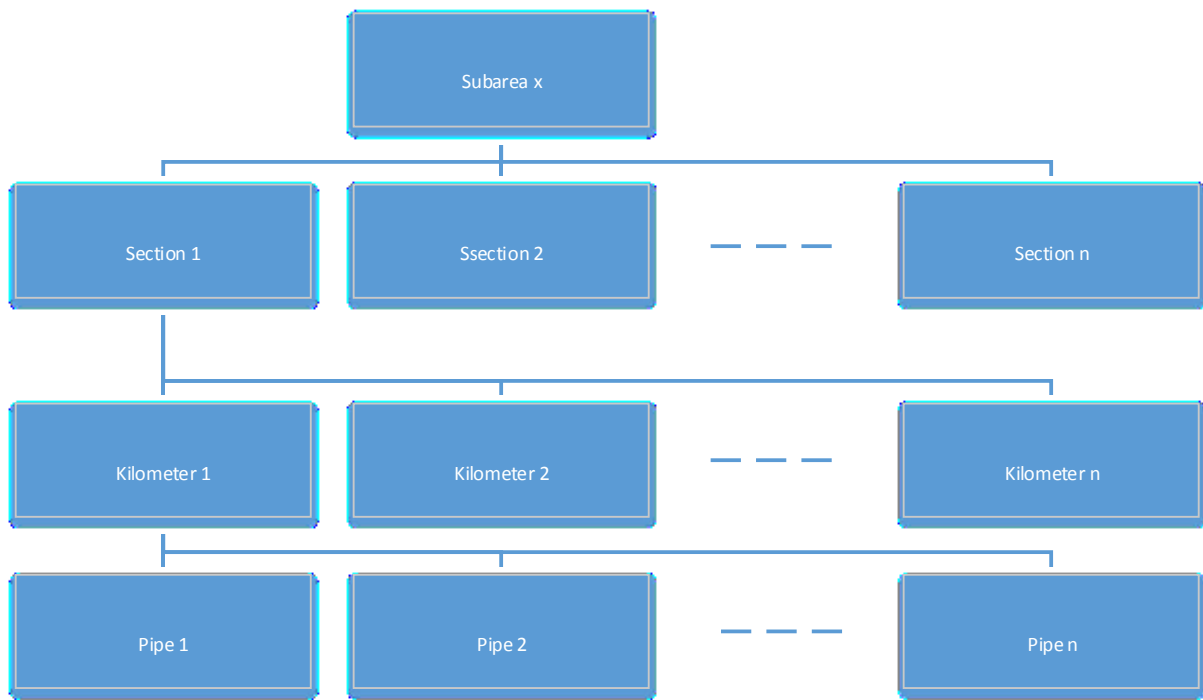 Subarea x
Section 1
Ssection 2
Section n
Kilometer 1
Kilometer 2
Kilometer n
Pipe 1
Pipe 2
Pipe n